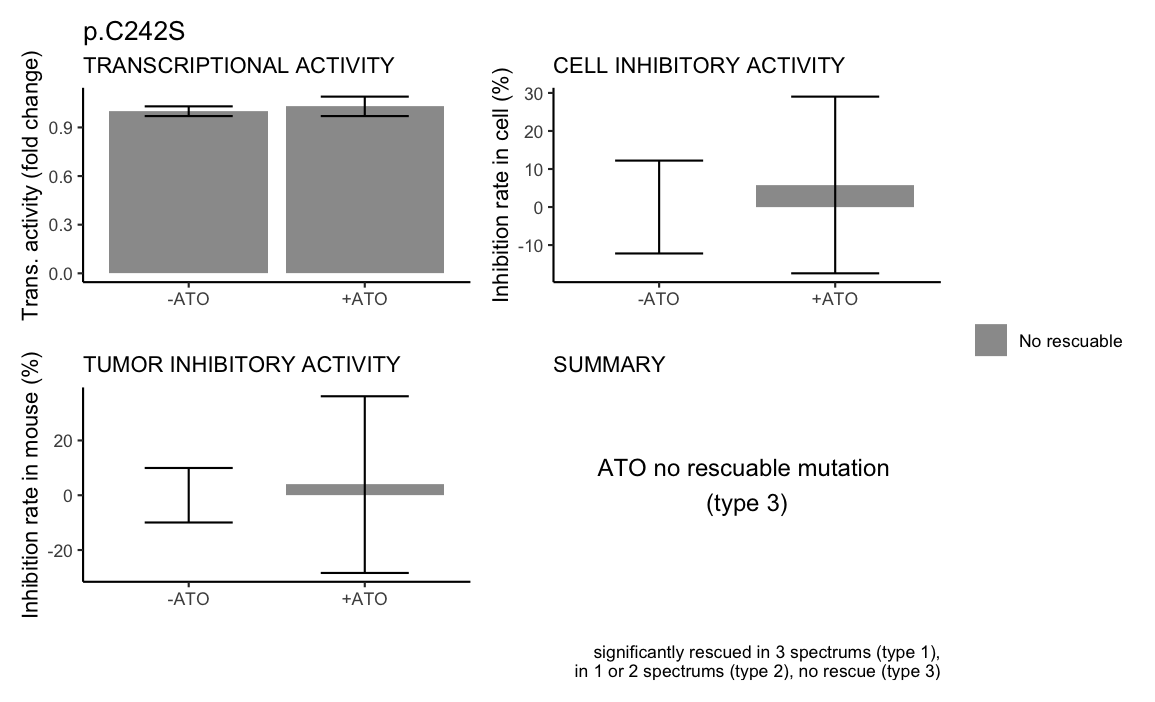 p.C242S
TRANSCRIPTIONAL ACTIVITY
Trans. activity (fold change)
0.9
0.6
0.3
0.0
-ATO
+ATO
CELL INHIBITORY ACTIVITY
Inhibition rate in cell (%)
30
20
10
0
-10
-ATO
+ATO
No rescuable
TUMOR INHIBITORY ACTIVITY
Inhibition rate in mouse (%)
20
0
-20
-ATO
+ATO
SUMMARY
ATO no rescuable mutation
(type 3)
significantly rescued in 3 spectrums (type 1),
in 1 or 2 spectrums (type 2), no rescue (type 3)